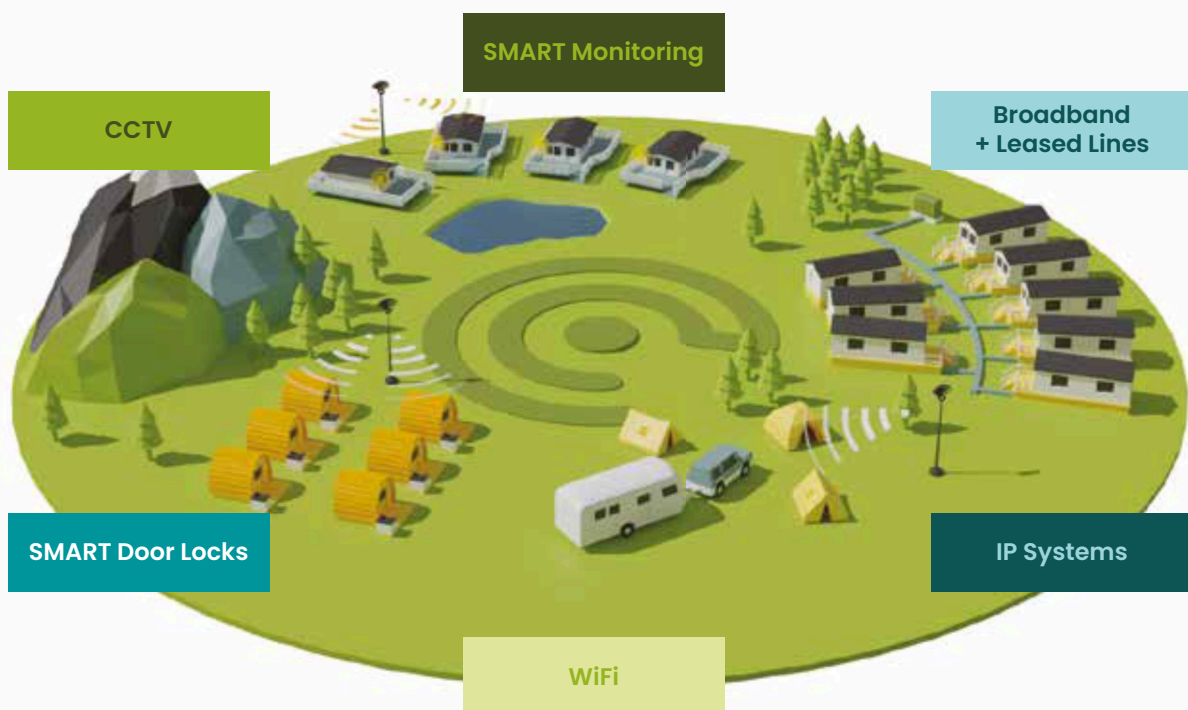 SMART Monitoring
CCTV
Broadband
+ Leased Lines
SMART Door Locks
IP Systems
WiFi